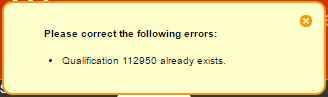 Please correct the following errors:
Qualification 112950 already exists.